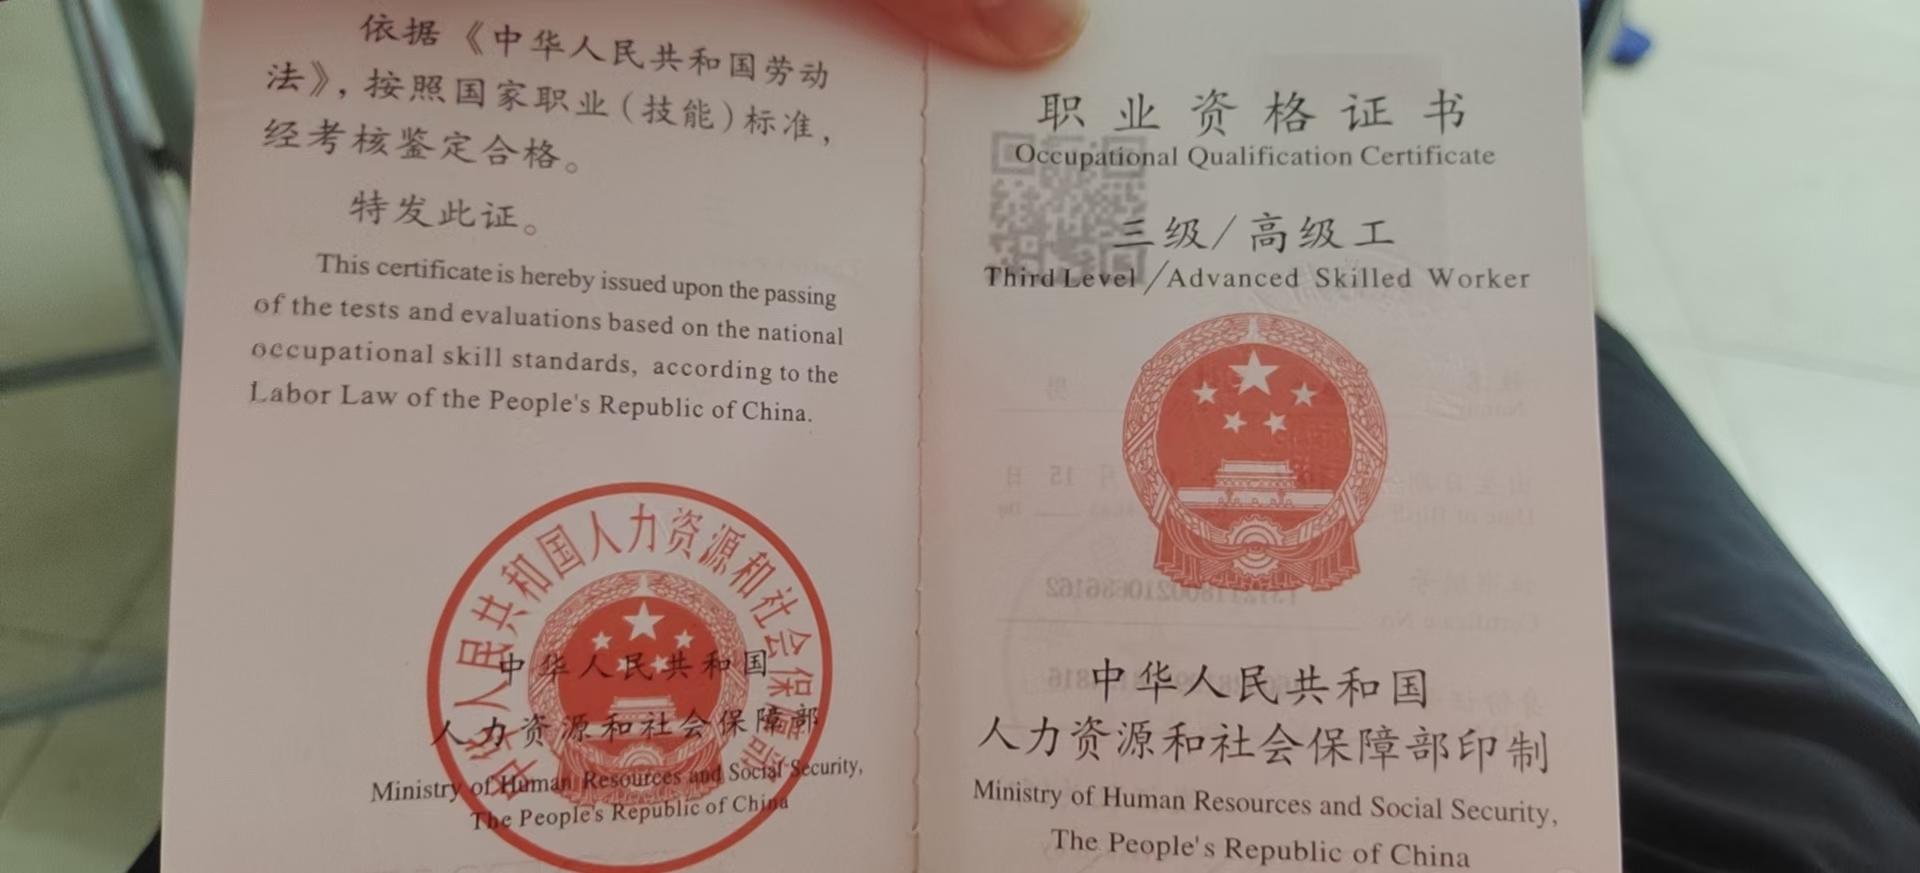 依据《中华人民共和国劳动
法》，按照国家职业（技能）标准，
经考核鉴定合格。
特发此证。
This certificate is hereby issued upon the passing
of the tests and evaluations based on the national
occupational skill standards, according to the
Labor Law of the People's Republic of China.
中华人民共和国人力资源和社会保障部
中华人民共和国
人力资源和社会保障部
Ministry of Human Resources and Social Security,
The People's Republic of China
职业资格证书
Occupational Qualification Certificate
三级/高级工
Third Level/Advanced Skilled Worker
中华人民共和国
人力资源和社会保障部印制
Ministry of Human Resources and Social Security,
The People's Republic of China